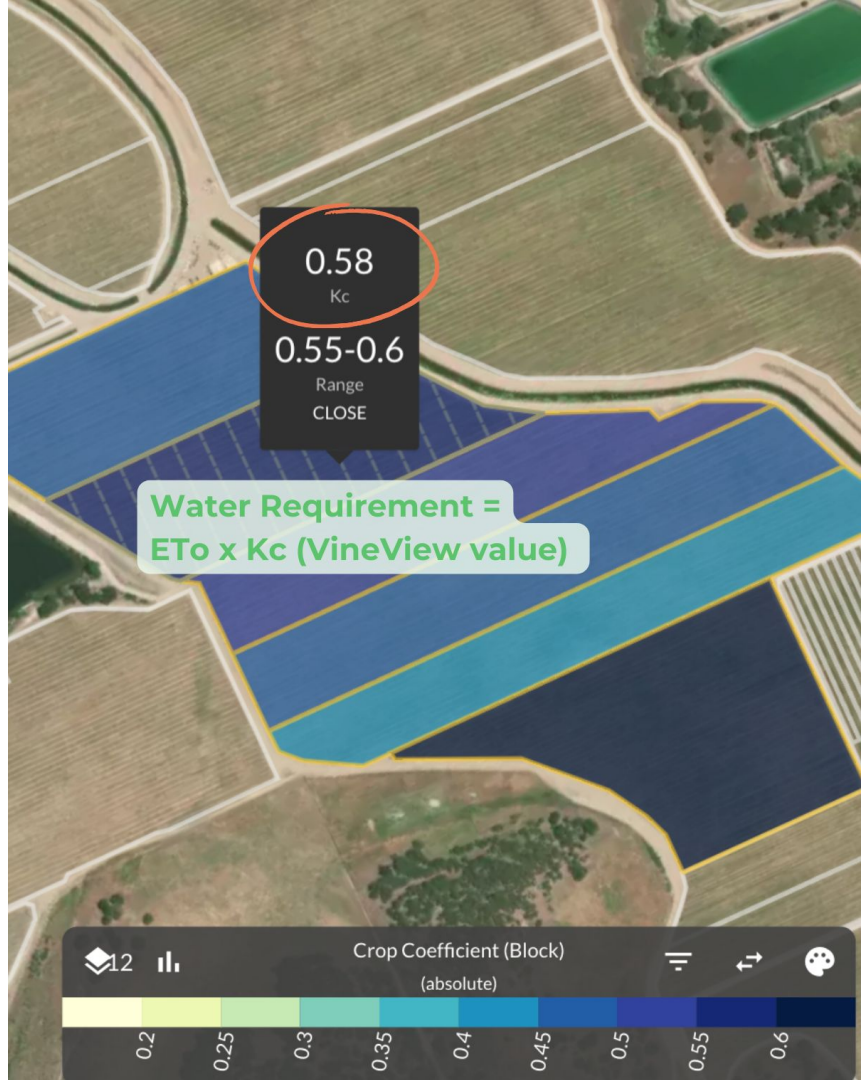 0.58
Kc
0.55-0.6
Range
CLOSE
Water Requirement =
ETo x Kc (VineView value)
12
Crop Coefficient (Block)
(absolute)
0.2
0.25
0.3
0.35
0.4
0.45
0.5
0.55
0.6